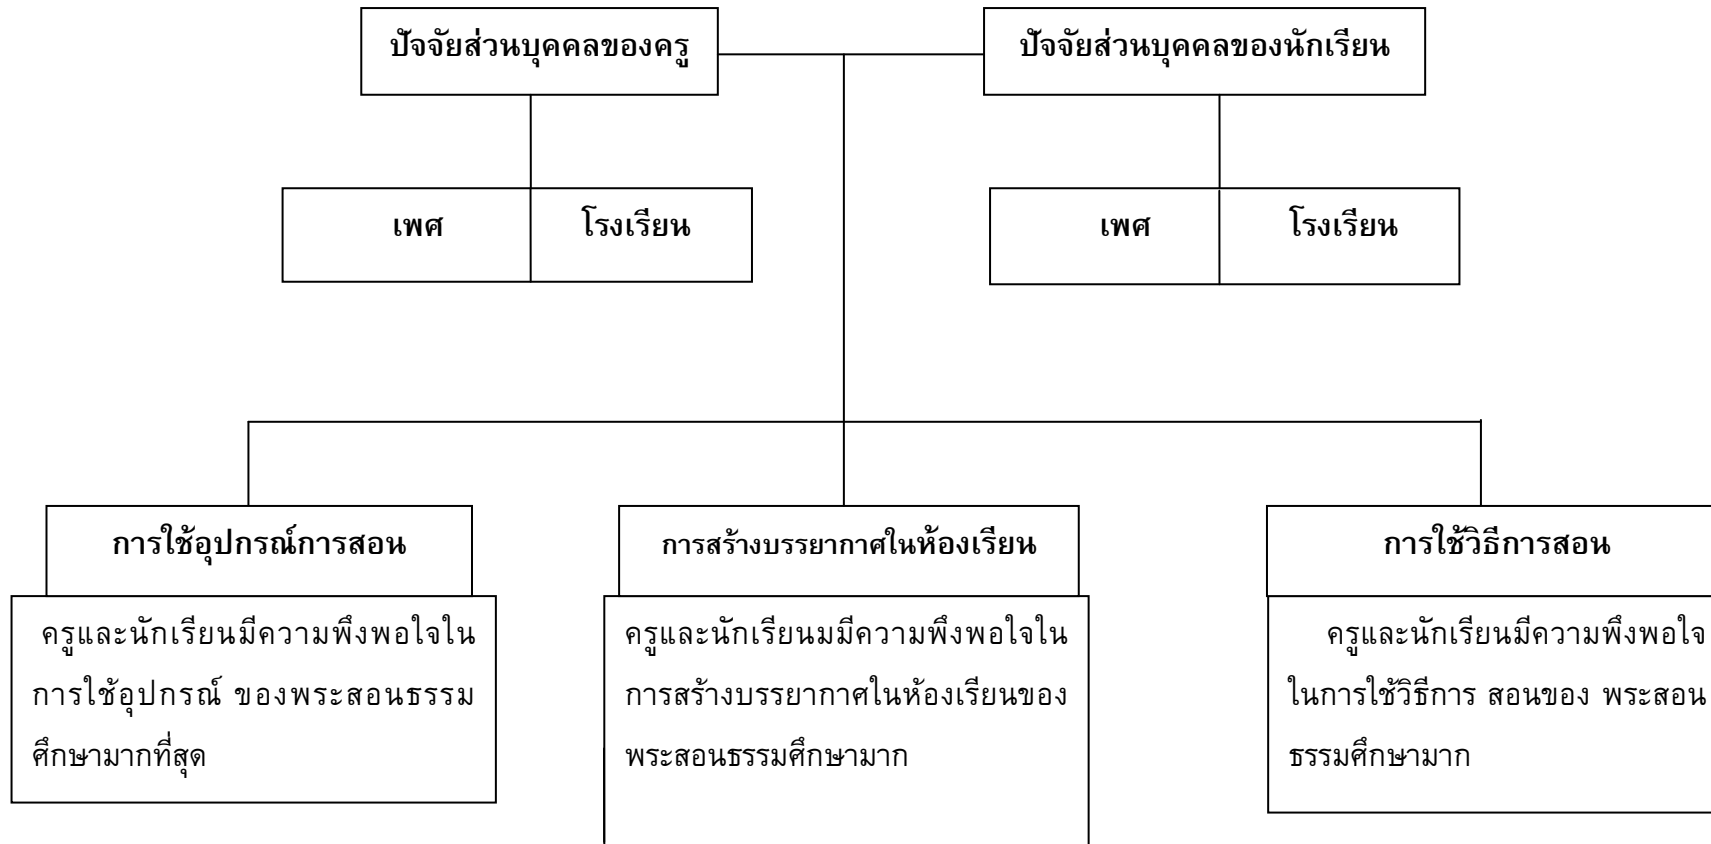 ปัจจัยส่วนบุคคลของครู
ปัจจัยส่วนบุคคลของนักเรียน
เพศ
โรงเรียน
เพศ
โรงเรียน
การใช้อุปกรณ์การสอน
ครูและนักเรียนมีความพึงพอใจใน
การใช้อุปกรณ์ ของพระสอนธรรม
ศึกษามากที่สุด
การสร้างบรรยากาศในห้องเรียน
ครูและนักเรียนมมีความพึงพอใจใน
การสร้างบรรยากาศในห้องเรียนของ
พระสอนธรรมศึกษามาก
การใช้วิธีการสอน
ครูและนักเรียนมีความพึงพอใจ
ในการใช้วิธีการ สอนของ พระสอน
ธรรมศึกษามาก